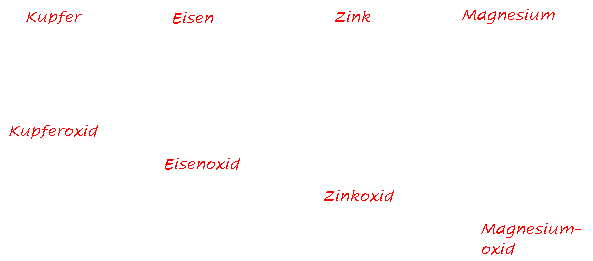 Kupfer Eisen Zink Magnesium
Kupferoxid
Eisenoxid
Zinkoxid
Magnesium-
oxid